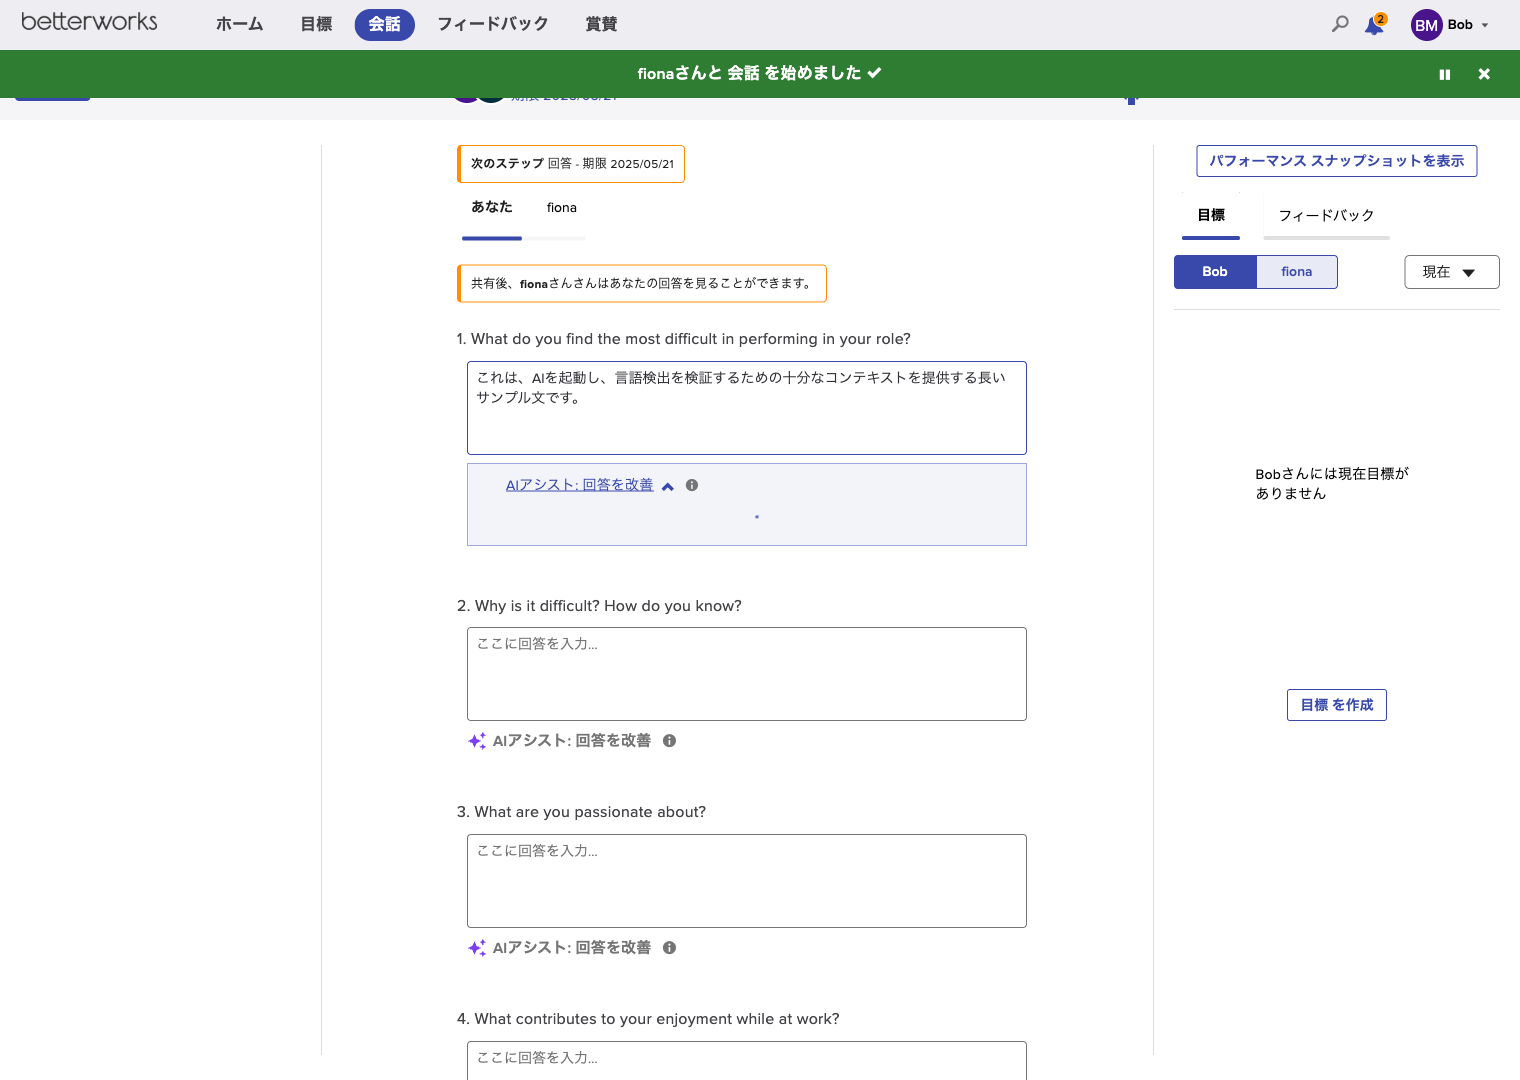 betterworks
ホーム
目標
会話
フィードバック
賞賛
2
BM
Bob
fionaさんと 会話 を始めました
次のステップ 回答 - 期限 2025/05/21
あなた
fiona
共有後、fionaさんさんはあなたの回答を見ることができます。
1. What do you find the most difficult in performing in your role?
これは、AIを起動し、言語検出を検証するための十分なコンテキストを提供する長い
サンプル文です。
AIアシスト: 回答を改善
2. Why is it difficult? How do you know?
ここに回答を入力...
AIアシスト: 回答を改善
3. What are you passionate about?
ここに回答を入力...
AIアシスト: 回答を改善
4. What contributes to your enjoyment while at work?
ここに回答を入力...
パフォーマンス スナップショットを表示
目標
フィードバック
Bob
fiona
現在
Bobさんには現在目標が
ありません
目標 を作成